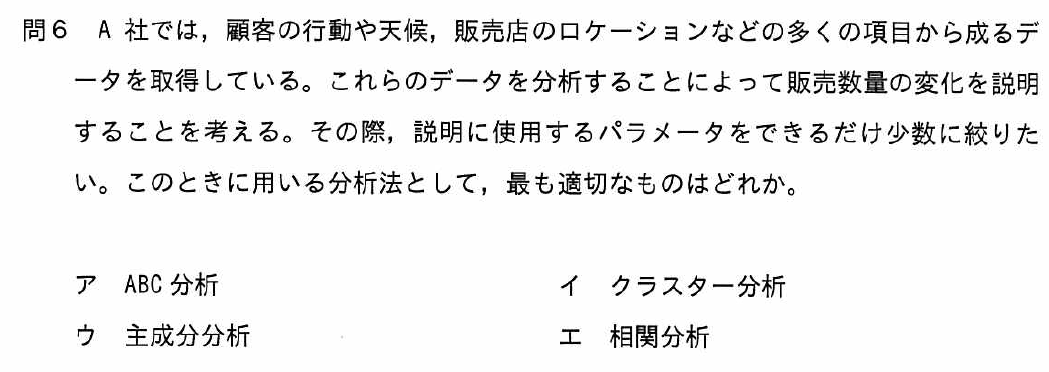 問6 A 社では，顧客の行動や天候，販売店のロケーションなどの多くの項目から成るデ
ータを取得している。これらのデータを分析することによって販売数量の変化を説明
することを考える。その際，説明に使用するパラメータをできるだけ少数に絞りた
い。このときに用いる分析法として，最も適切なものはどれか。
ア ABC 分析 イ クラスター分析
ウ 主成分分析 エ 相関分析